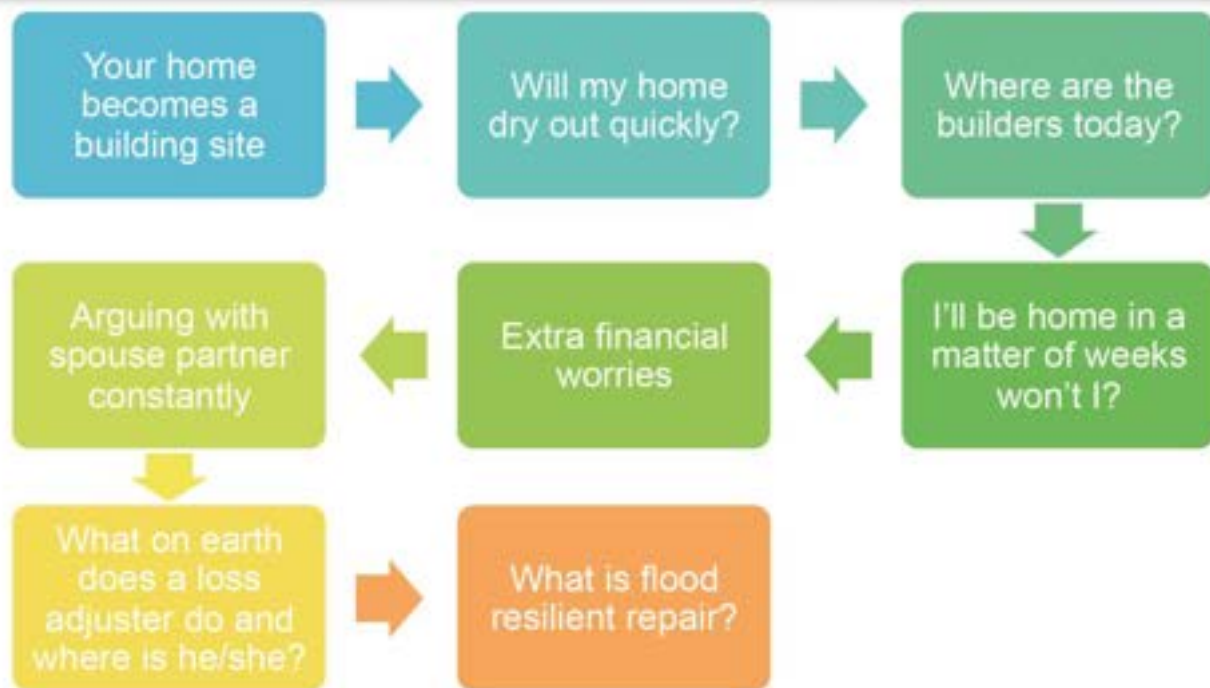 Your home
becomes a
building site
Will my home
dry out quickly?
Where are the
builders today?
I'll be home in a
matter of weeks
won't I?
Extra financial
worries
Arguing with
spouse partner
constantly
What on earth
does a loss
adjuster do and
where is he/she?
What is flood
resilient repair?